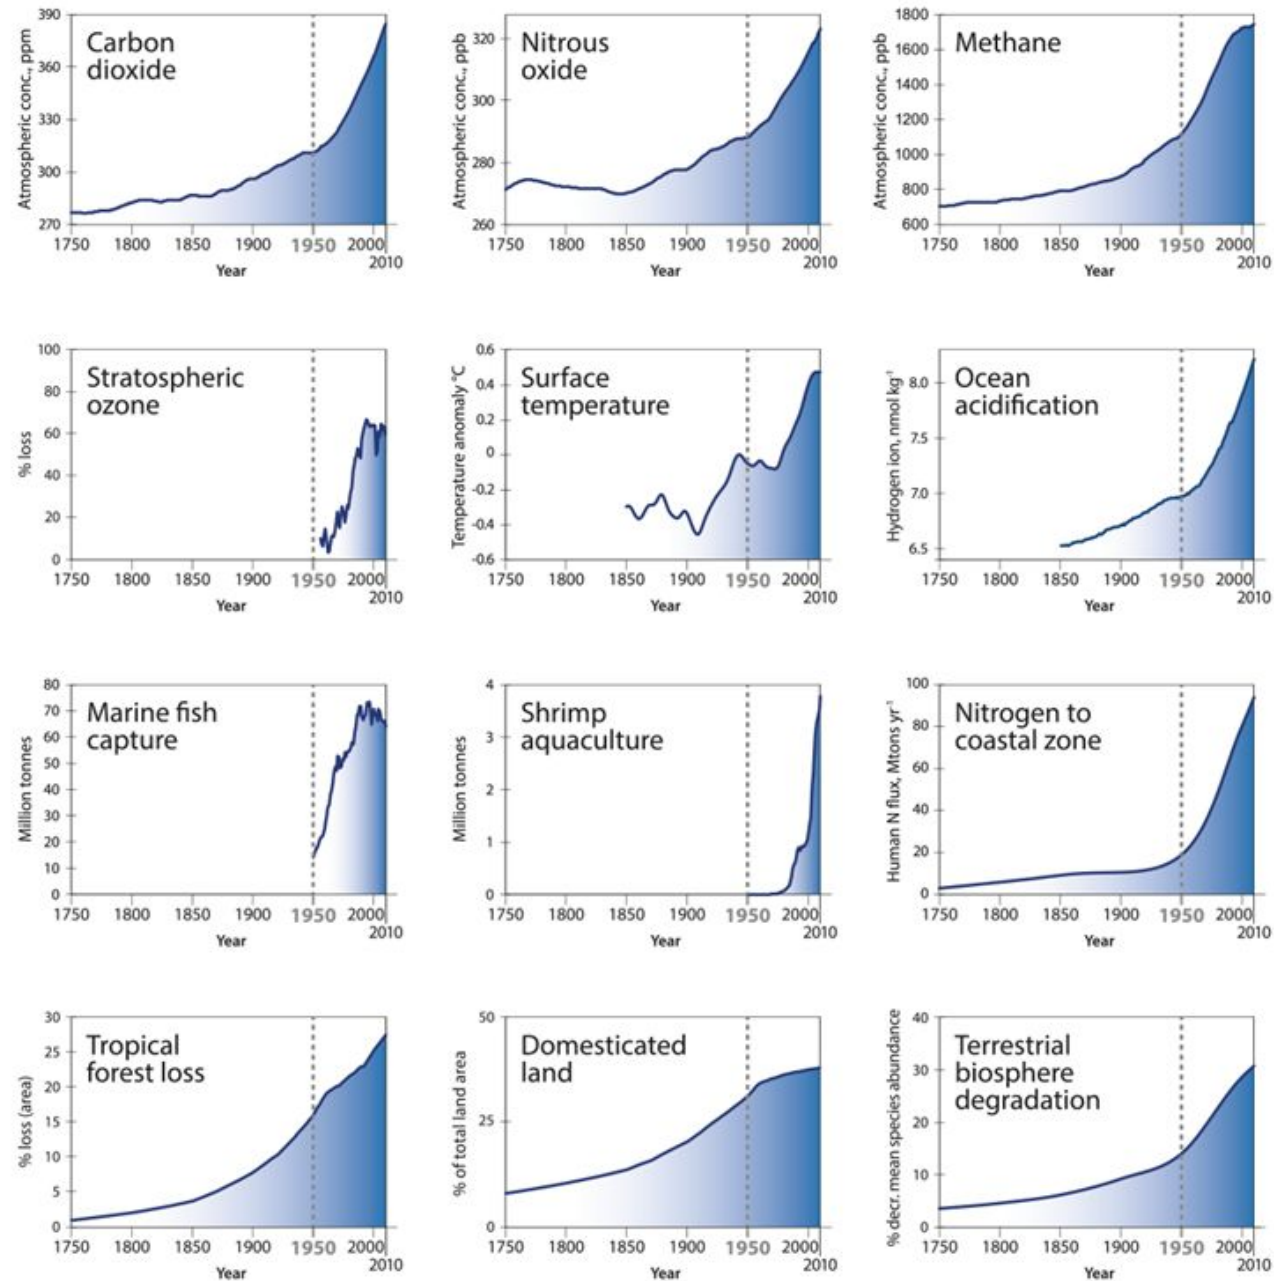 Carbon
dioxide
Atmospheric conc., ppm
390
360
330
300
270
1750 1800 1850 1900 1950 2000
2010
Year
Nitrous
oxide
Atmospheric conc., ppb
320
300
280
260
1750 1800 1850 1900 1950 2000
2010
Year
Methane
Atmospheric conc., ppb
1800
1600
1400
1200
1000
800
600
1750 1800 1850 1900 1950 2000
2010
Year
Stratospheric
ozone
% loss
100
80
60
40
20
0
1750 1800 1850 1900 1950 2000
2010
Year
Surface
temperature
Temperature anomaly °C
0.6
0.4
0.2
0
-0.2
-0.4
-0.6
1750 1800 1850 1900 1950 2000
2010
Year
Ocean
acidification
Hydrogen ion, nmol kg⁻¹
8.0
7.5
7.0
6.5
1750 1800 1850 1900 1950 2000
2010
Year
Marine fish
capture
Million tonnes
80
70
60
50
40
30
20
10
0
1750 1800 1850 1900 1950 2000
2010
Year
Shrimp
aquaculture
Million tonnes
4
3
2
1
0
1750 1800 1850 1900 1950 2000
2010
Year
Nitrogen to
coastal zone
Human N flux, Mtons yr⁻¹
100
80
60
40
20
0
1750 1800 1850 1900 1950 2000
2010
Year
Tropical
forest loss
% loss (area)
30
25
20
15
10
5
0
1750 1800 1850 1900 1950 2000
2010
Year
Domesticated
land
% of total land area
50
25
0
1750 1800 1850 1900 1950 2000
2010
Year
Terrestrial
biosphere
degradation
% decr. mean species abundance
40
30
20
10
0
1750 1800 1850 1900 1950 2000
2010
Year